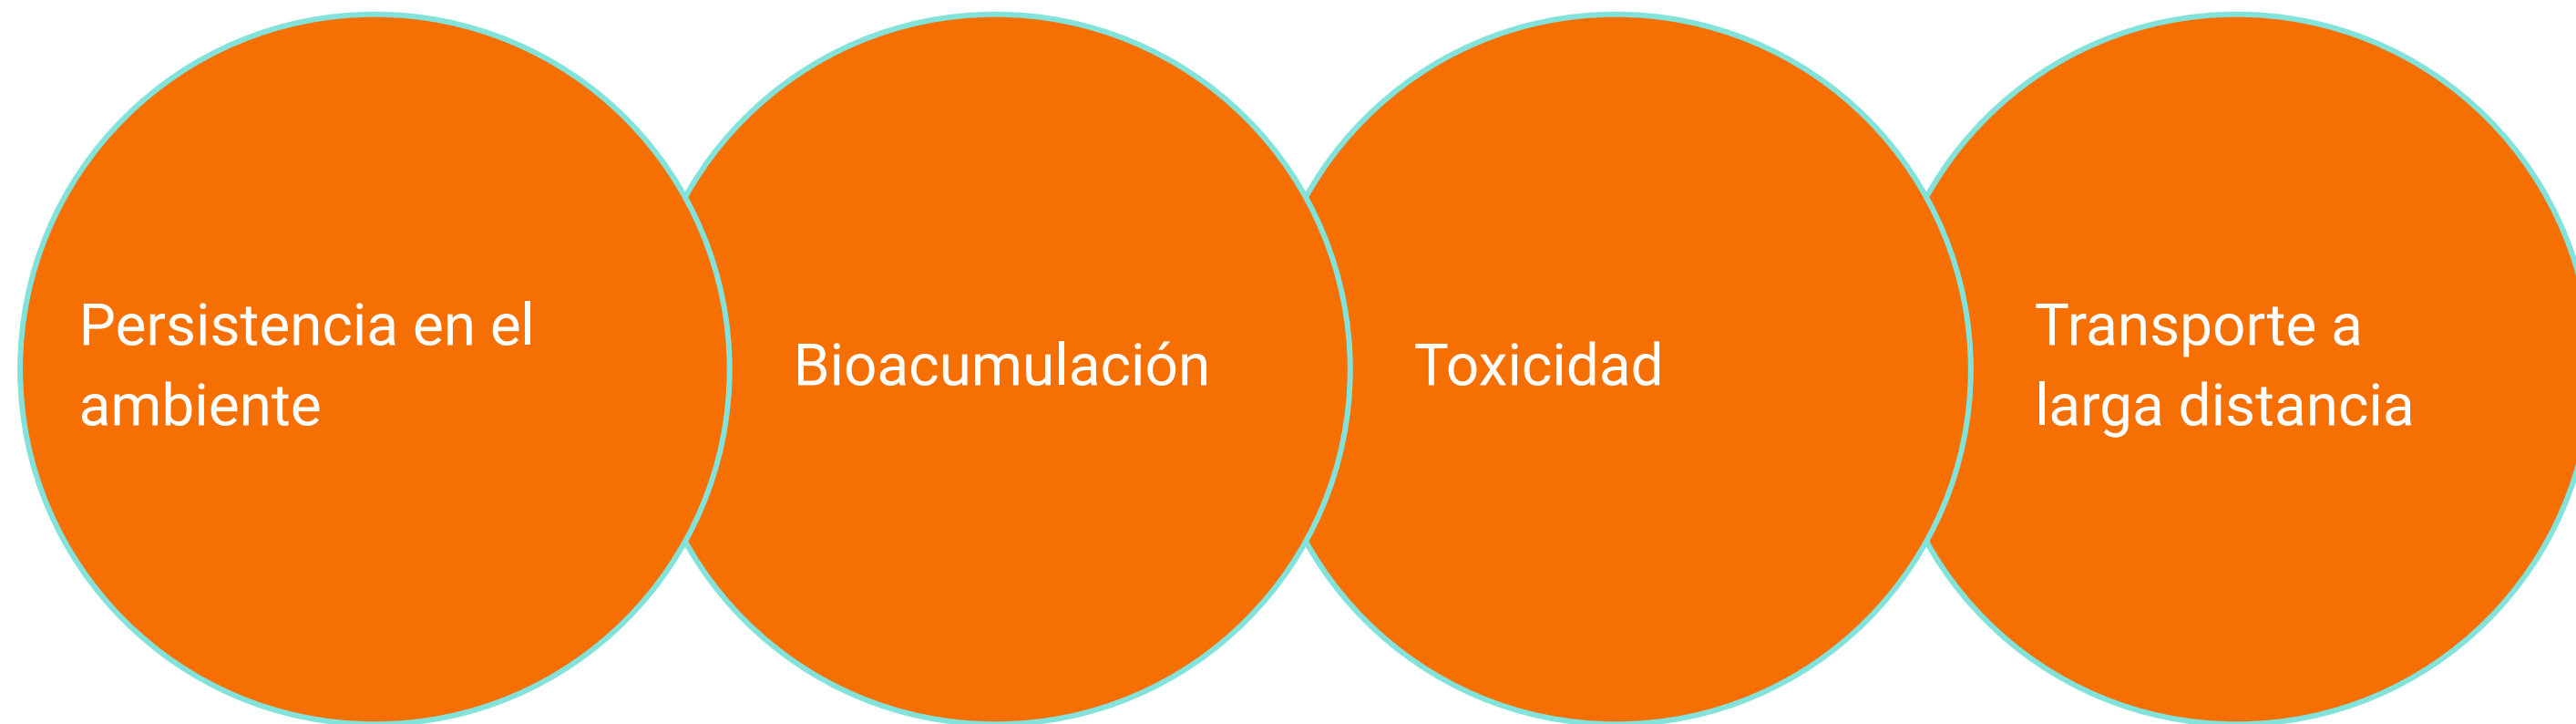 Persistencia en el
ambiente
Bioacumulación
Toxicidad
Transporte a
larga distancia